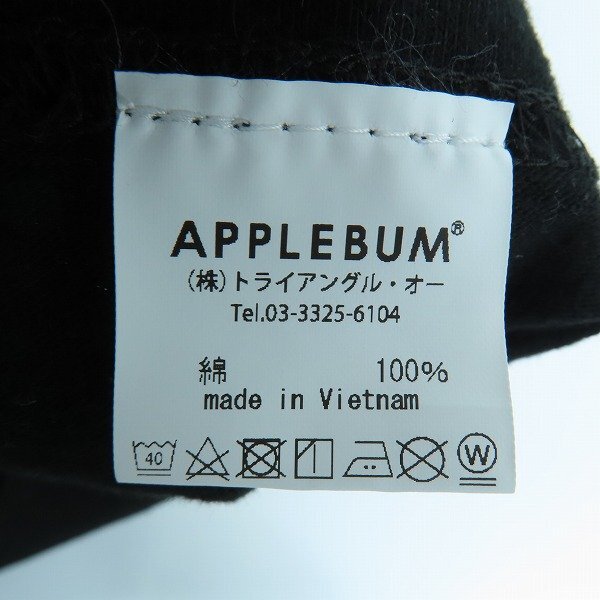 APPLEBUM®
(株)トライアングル・オー
Tel.03-3325-6104
綿 100%
made in Vietnam
40 W